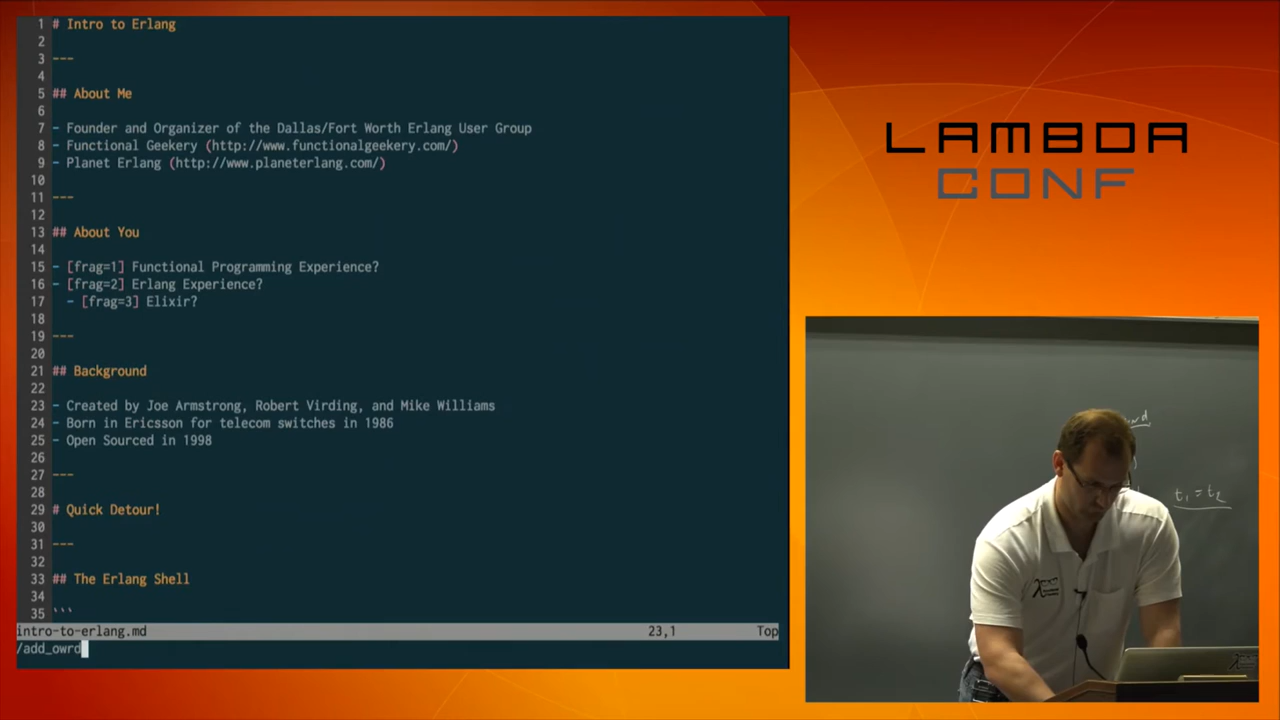 1 # Intro to Erlang
2
3 ---
4
5 ## About Me
6
7 - Founder and Organizer of the Dallas/Fort Worth Erlang User Group
8 - Functional Geekery (http://www.functionalgeekery.com/)
9 - Planet Erlang (http://www.planeterlang.com/)
10
11 ---
12
13 ## About You
14
15 - [frag=1] Functional Programming Experience?
16 - [frag=2] Erlang Experience?
17 - [frag=3] Elixir?
18
19 ---
20
21 ## Background
22
23 - Created by Joe Armstrong, Robert Virding, and Mike Williams
24 - Born in Ericsson for telecom switches in 1986
25 - Open Sourced in 1998
26
27 ---
28
29 # Quick Detour!
30
31 ---
32
33 ## The Erlang Shell
34
35 ```
intro-to-erlang.md 23,1 Top
/add_owrd
LAMBDA
CONF
t₁ = t₂